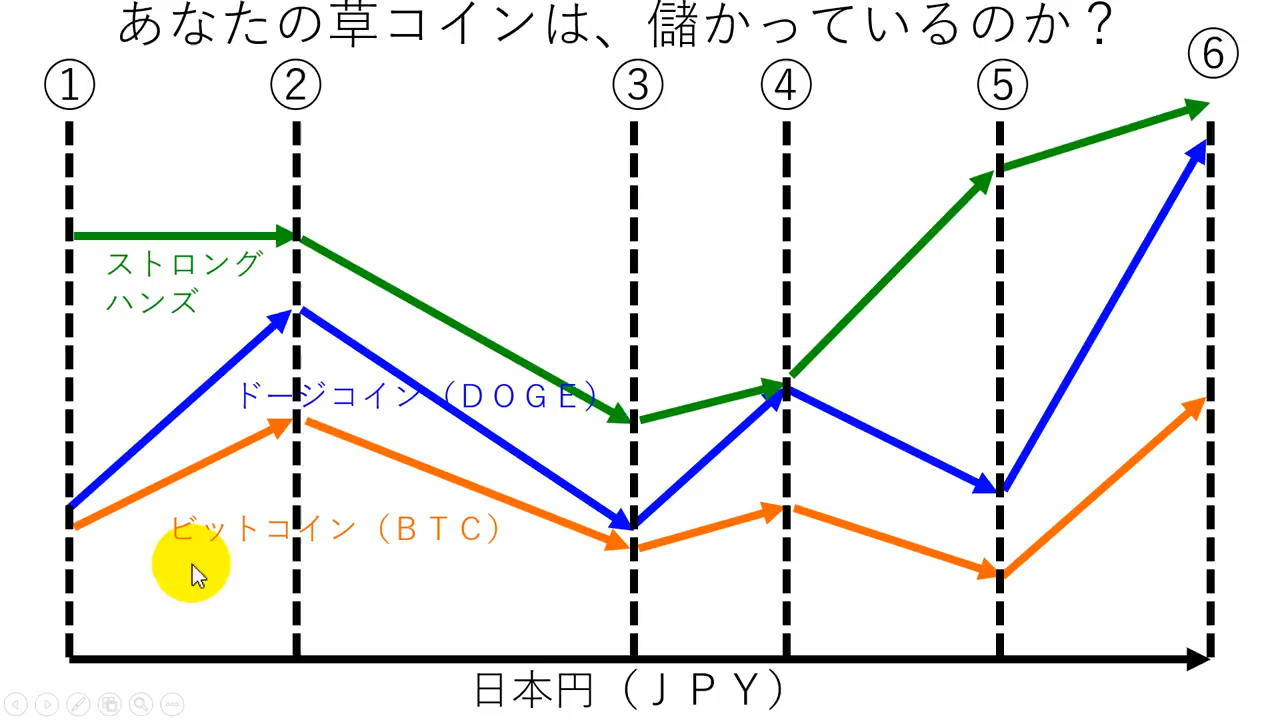 あなたの草コインは、儲かっているのか？
① ② ③ ④ ⑤ ⑥
ストロング
ハンズ
ドージコイン（ＤＯＧＥ）
ビットコイン（ＢＴＣ）
日本円（ＪＰＹ）